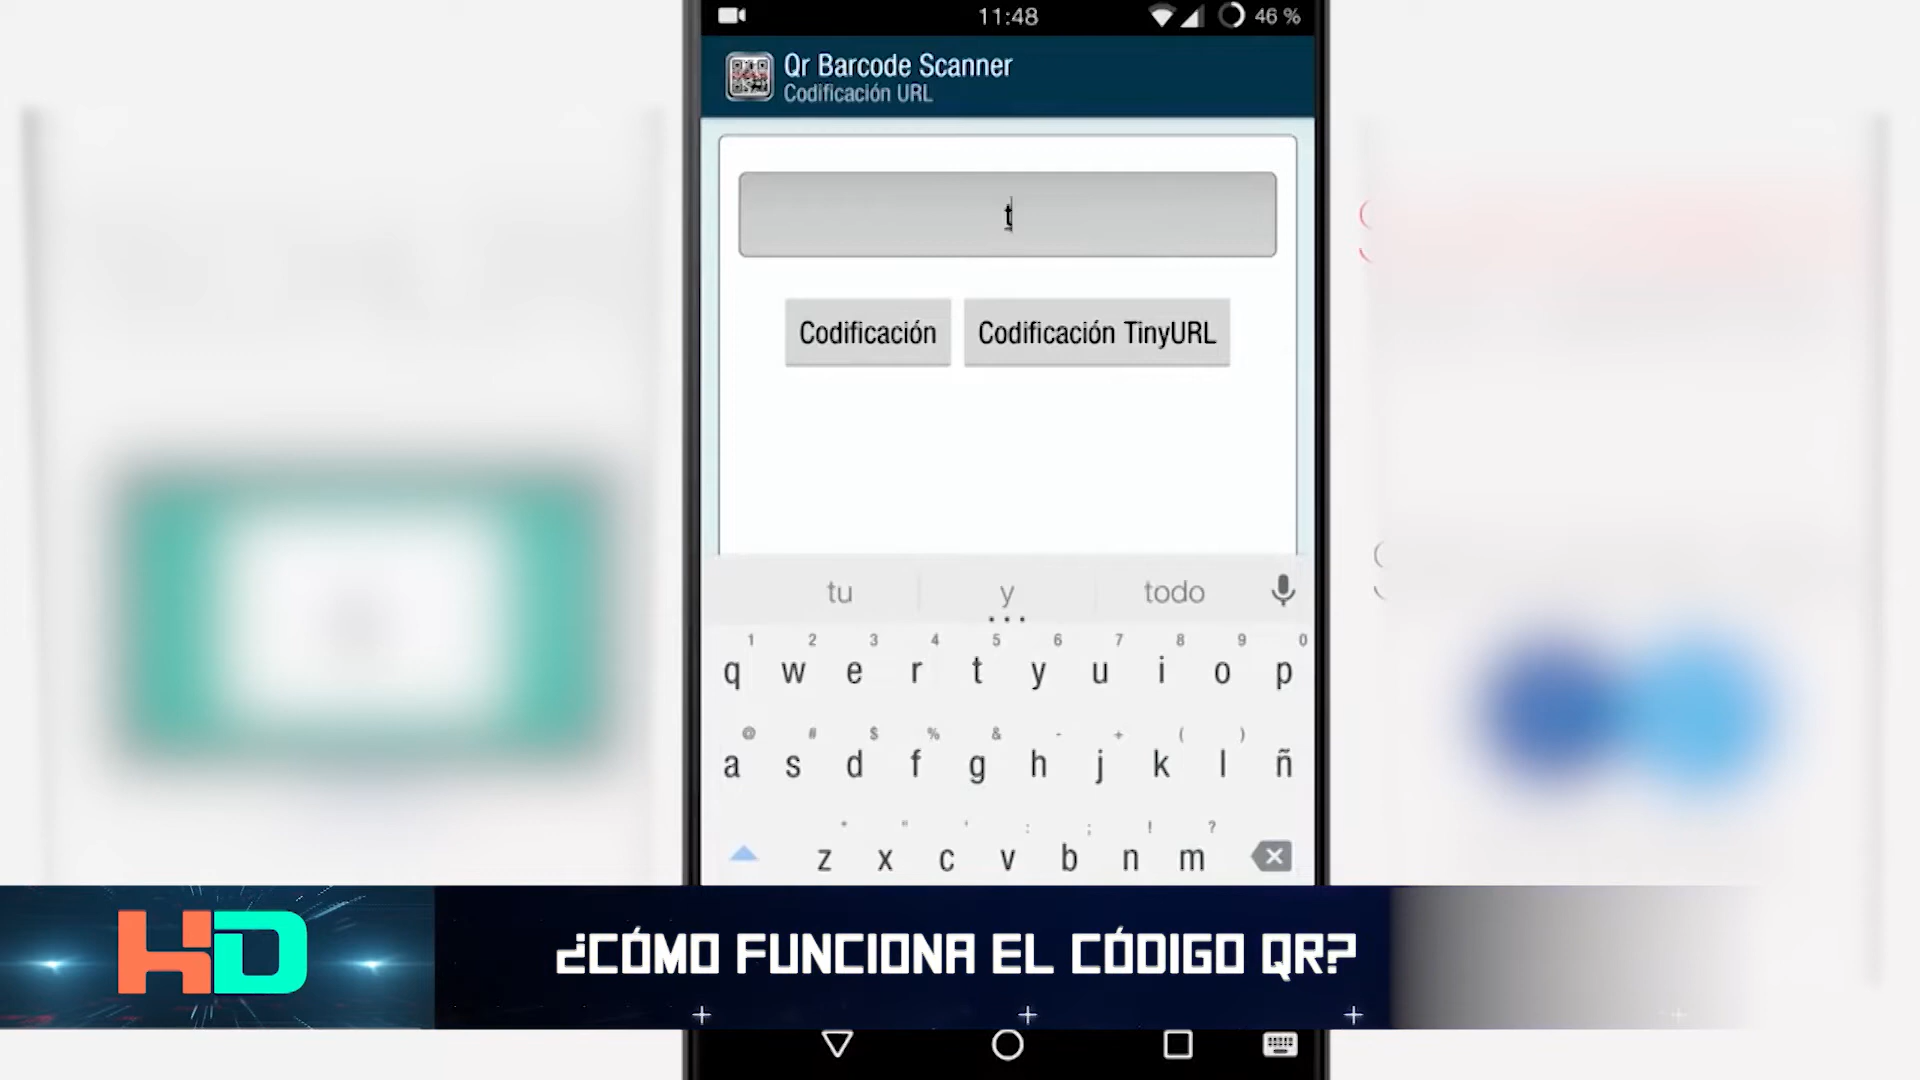 11:48
46 %
Qr Barcode Scanner
Codificación URL
t
Codificación
Codificación TinyURL
tu
y
todo
1 2 3 4 5 6 7 8 9 0
q w e r t y u i o p
@ # $ % & - + ( )
a s d f g h j k l ñ
* " ' : ; ! ?
z x c v b n m
HD
¿CÓMO FUNCIONA EL CÓDIGO QR?